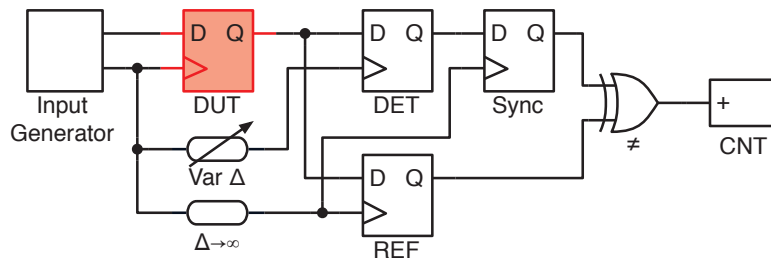 D Q
D Q
D Q
Input
Generator
DUT
DET
Sync
+
CNT
≠
Var Δ
D Q
Δ→∞
REF